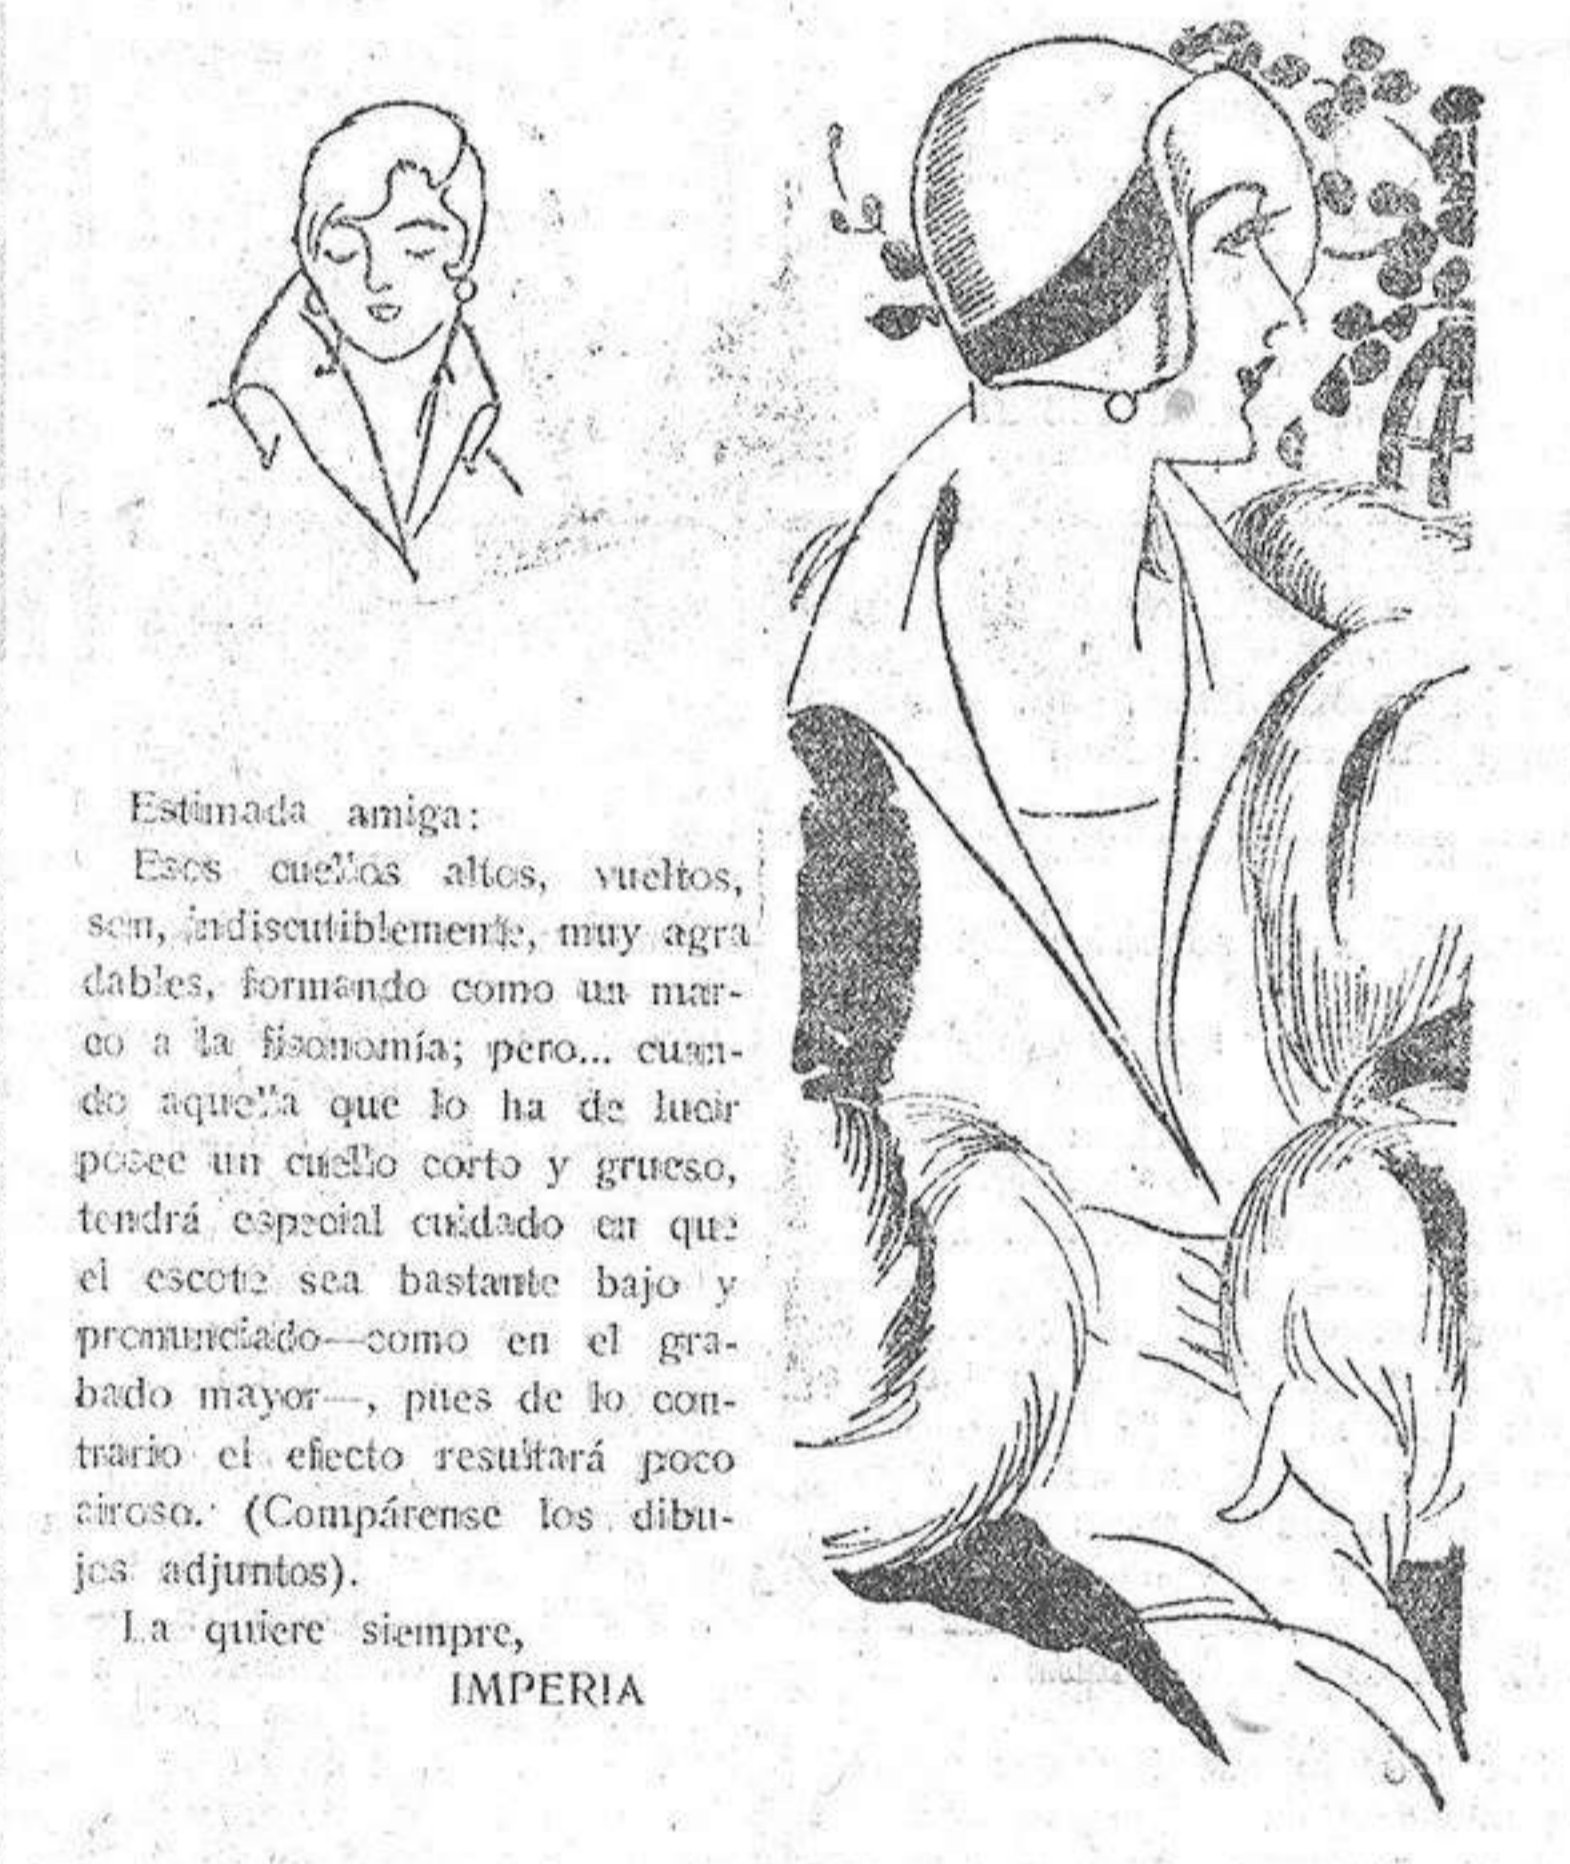 Estimada amiga:
Esos cuellos altos, vueltos,
son, indiscutiblemente, muy agra
dables, formando como un mar-
co a la fisonomía; pero... cuan-
do aquella que lo ha de lucir
posee un cuello corto y grueso,
tendrá especial cuidado en que
el escote sea bastante bajo y
pronunciado—como en el gra-
bado mayor—, pues de lo con-
trario el efecto resultará poco
airoso. (Compárense los dibu-
jos adjuntos).
La quiere siempre,
IMPERIA